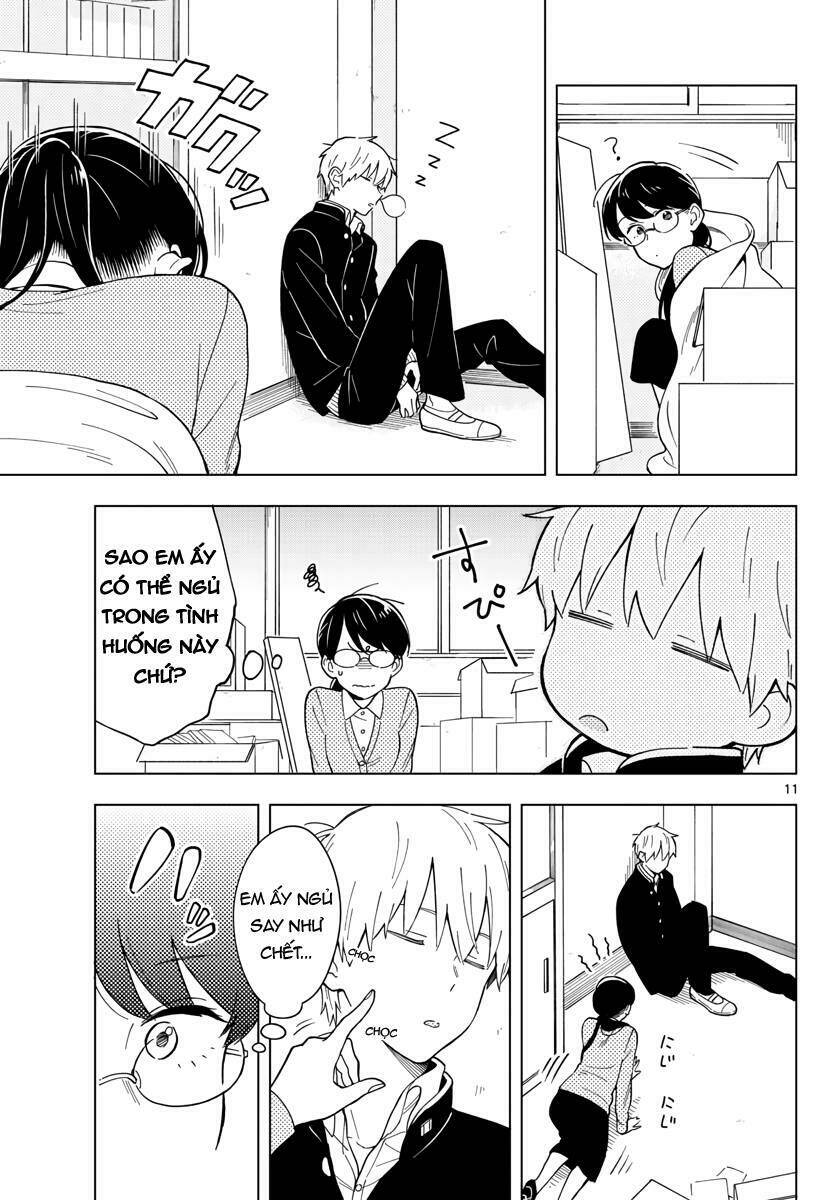 ?
ガクッ
Z
Z
Z
すぴー
SAO EM ẤY
CÓ THỂ NGỦ
TRONG TÌNH
HUỐNG NÀY
CHỨ?
11
にじ
にじ
EM ẤY NGỦ
SAY NHƯ
CHẾT...
CHỌC
CHỌC